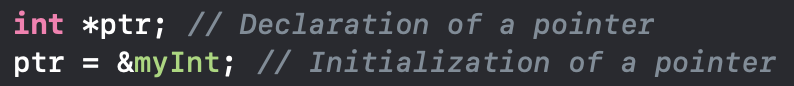 int *ptr; // Declaration of a pointer
ptr = &myInt; // Initialization of a pointer